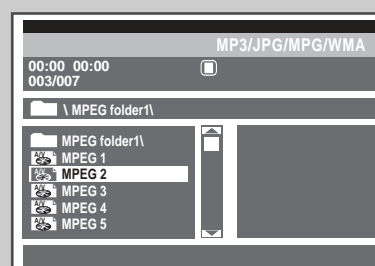 MP3/JPG/MPG/WMA
00:00 00:00
003/007
\ MPEG folder1\
MPEG folder1\
MPEG 1
MPEG 2
MPEG 3
MPEG 4
MPEG 5